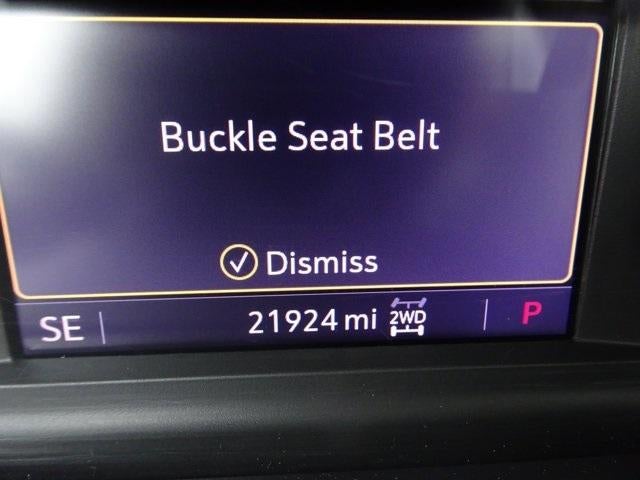 Buckle Seat Belt
Dismiss
SE 21924 mi 2WD P